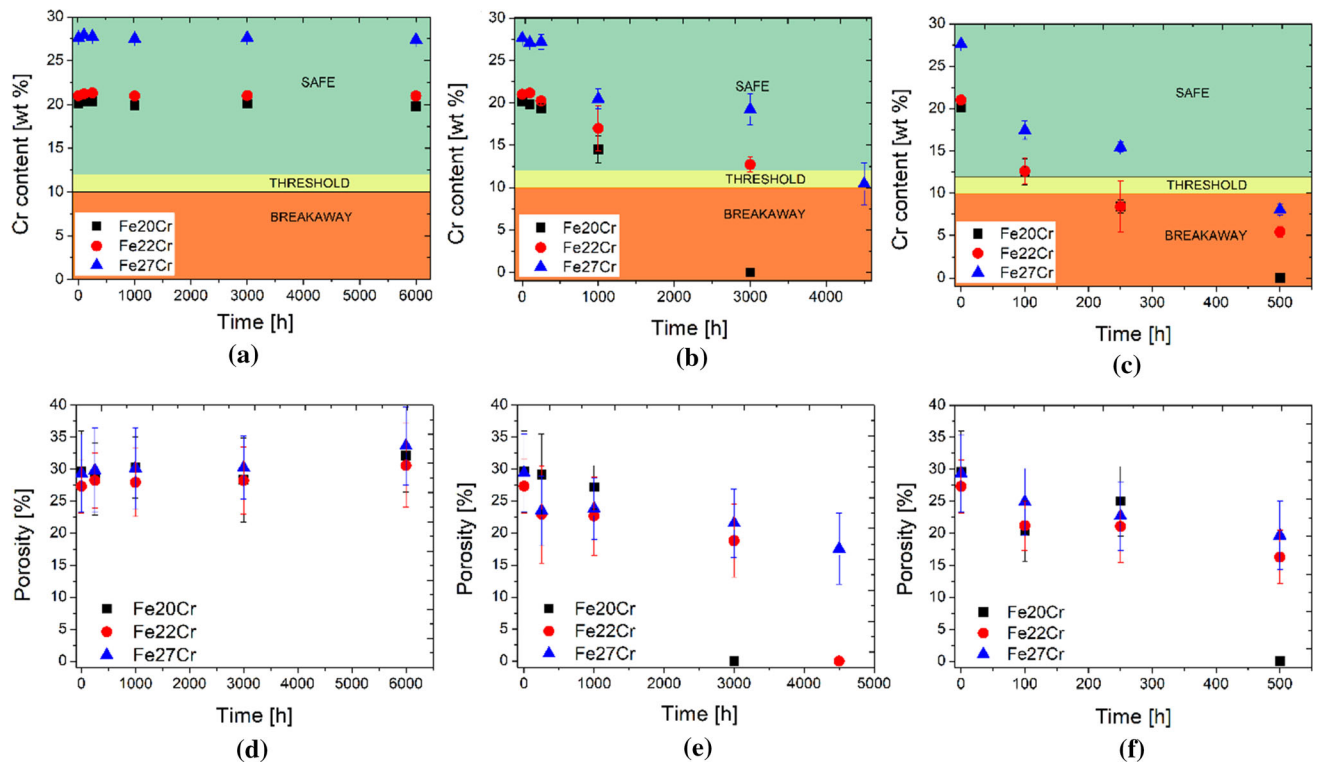 30
25
20
15
10
5
0
Cr content [wt %]
SAFE
THRESHOLD
BREAKAWAY
Fe20Cr
Fe22Cr
Fe27Cr
0 1000 2000 3000 4000 5000 6000
Time [h]
(a)
30
25
20
15
10
5
0
Cr content [wt %]
SAFE
THRESHOLD
BREAKAWAY
Fe20Cr
Fe22Cr
Fe27Cr
0 1000 2000 3000 4000
Time [h]
(b)
30
25
20
15
10
5
0
Cr content [wt %]
SAFE
THRESHOLD
BREAKAWAY
Fe20Cr
Fe22Cr
Fe27Cr
0 100 200 300 400 500
Time [h]
(c)
40
35
30
25
20
15
10
5
0
Porosity [%]
Fe20Cr
Fe22Cr
Fe27Cr
0 1000 2000 3000 4000 5000 6000
Time [h]
(d)
40
35
30
25
20
15
10
5
0
Porosity [%]
Fe20Cr
Fe22Cr
Fe27Cr
0 1000 2000 3000 4000 5000
Time [h]
(e)
40
35
30
25
20
15
10
5
0
Porosity [%]
Fe20Cr
Fe22Cr
Fe27Cr
0 100 200 300 400 500
Time [h]
(f)